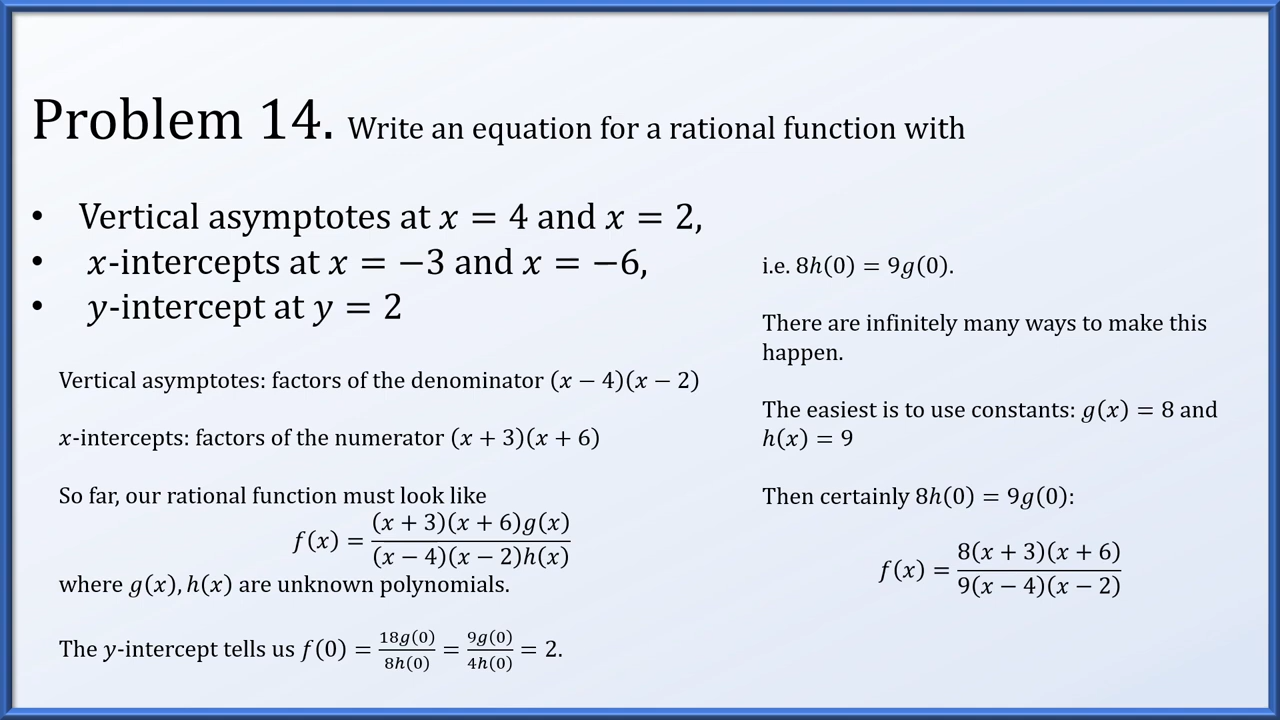 Problem 14. Write an equation for a rational function with
• Vertical asymptotes at x = 4 and x = 2,
• x-intercepts at x = −3 and x = −6,
• y-intercept at y = 2
Vertical asymptotes: factors of the denominator (x − 4)(x − 2)
x-intercepts: factors of the numerator (x + 3)(x + 6)
So far, our rational function must look like
f(x) = (x + 3)(x + 6)g(x) / (x − 4)(x − 2)h(x)
where g(x), h(x) are unknown polynomials.
The y-intercept tells us f(0) = 18g(0)/8h(0) = 9g(0)/4h(0) = 2.
i.e. 8h(0) = 9g(0).
There are infinitely many ways to make this
happen.
The easiest is to use constants: g(x) = 8 and
h(x) = 9
Then certainly 8h(0) = 9g(0):
f(x) = 8(x + 3)(x + 6) / 9(x − 4)(x − 2)